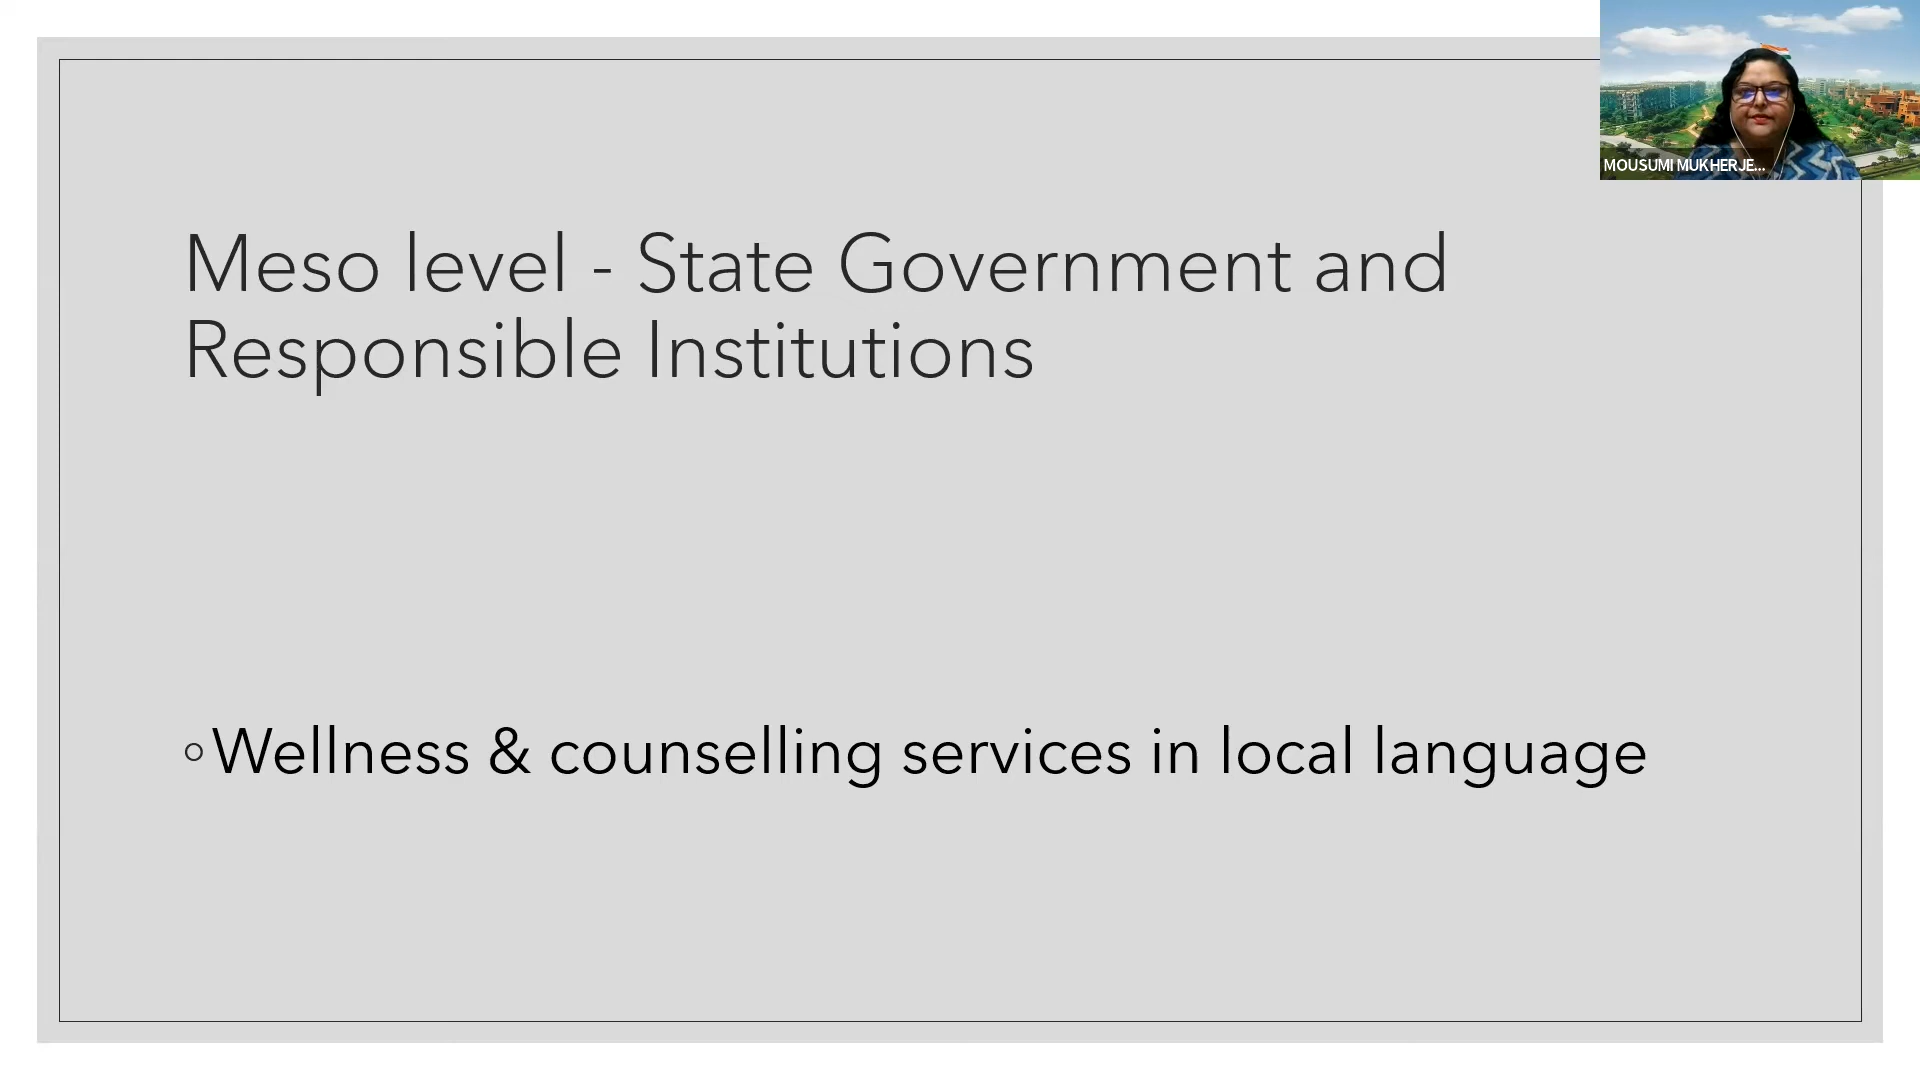 Meso level - State Government and
Responsible Institutions
◦Wellness & counselling services in local language
MOUSUMI MUKHERJE...